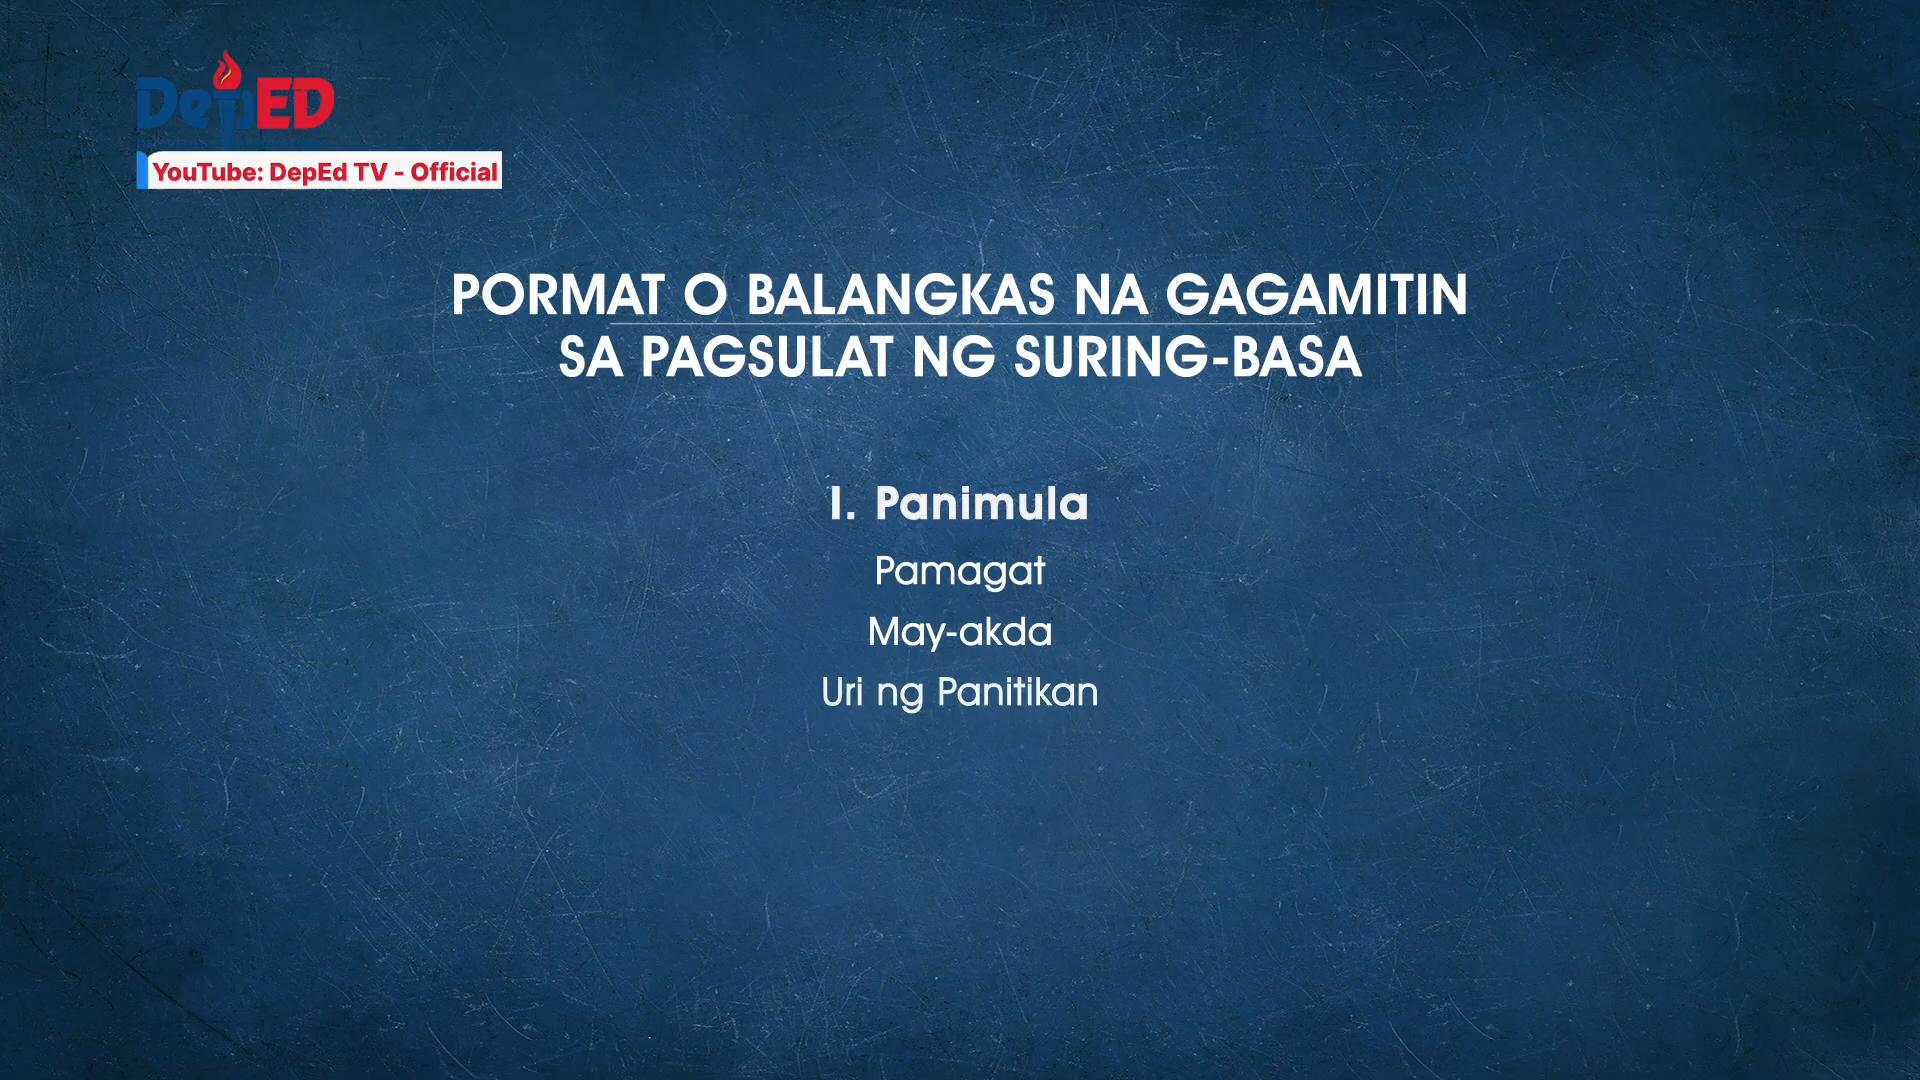 DepED
YouTube: DepEd TV - Official
PORMAT O BALANGKAS NA GAGAMITIN
SA PAGSULAT NG SURING-BASA
I. Panimula
Pamagat
May-akda
Uri ng Panitikan